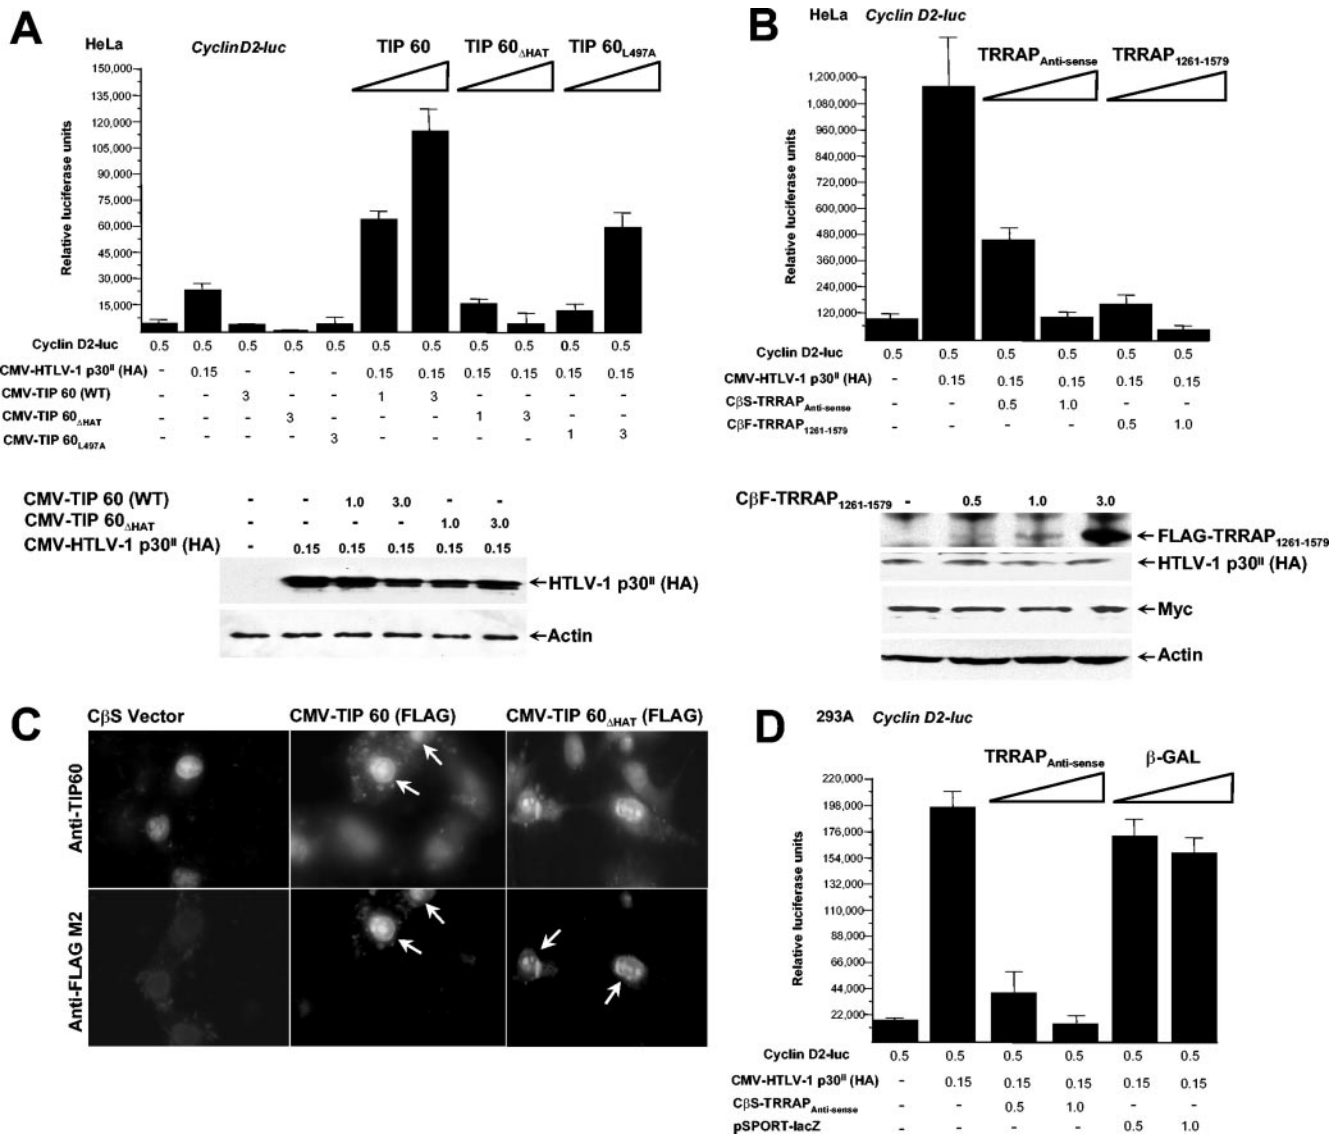 A
HeLa CyclinD2-luc TIP 60 TIP 60ΔHAT TIP 60L497A
Relative luciferase units
150,000
135,000
120,000
105,000
90,000
75,000
60,000
45,000
30,000
15,000
Cyclin D2-luc 0.5 0.5 0.5 0.5 0.5 0.5 0.5 0.5 0.5 0.5 0.5
CMV-HTLV-1 p30II (HA) - 0.15 - - - 0.15 0.15 0.15 0.15 0.15 0.15
CMV-TIP 60 (WT) - - 3 - - 1 3 - - - -
CMV-TIP 60ΔHAT - - - 3 - - - 1 3 - -
CMV-TIP 60L497A - - - - 3 - - - - 1 3
CMV-TIP 60 (WT) - - 1.0 3.0 - -
CMV-TIP 60ΔHAT - - - - 1.0 3.0
CMV-HTLV-1 p30II (HA) - 0.15 0.15 0.15 0.15 0.15
←HTLV-1 p30II (HA)
←Actin
B
HeLa Cyclin D2-luc
TRRAPAnti-sense TRRAP1261-1579
Relative luciferase units
1,200,000
1,080,000
960,000
840,000
720,000
600,000
480,000
360,000
240,000
120,000
Cyclin D2-luc 0.5 0.5 0.5 0.5 0.5 0.5
CMV-HTLV-1 p30II (HA) - 0.15 0.15 0.15 0.15 0.15
CβS-TRRAPAnti-sense - - 0.5 1.0 - -
CβF-TRRAP1261-1579 - - - - 0.5 1.0
CβF-TRRAP1261-1579 - 0.5 1.0 3.0
←FLAG-TRRAP1261-1579
←HTLV-1 p30II (HA)
←Myc
←Actin
C
CβS Vector CMV-TIP 60 (FLAG) CMV-TIP 60ΔHAT (FLAG)
Anti-TIP60
Anti-FLAG M2
D
293A Cyclin D2-luc
TRRAPAnti-sense β-GAL
Relative luciferase units
220,000
198,000
176,000
154,000
132,000
110,000
88,000
66,000
44,000
22,000
Cyclin D2-luc 0.5 0.5 0.5 0.5 0.5 0.5
CMV-HTLV-1 p30II (HA) - 0.15 0.15 0.15 0.15 0.15
CβS-TRRAPAnti-sense - - 0.5 1.0 - -
pSPORT-lacZ - - - - 0.5 1.0